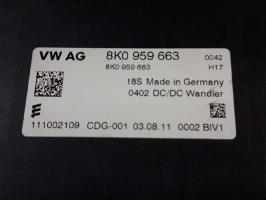 VW AG 8K0 959 663 0042
8K0 959 663 H17
18S Made in Germany
0402 DC/DC Wandler
111002109 CDG-001 03.08.11 0002 BIV1